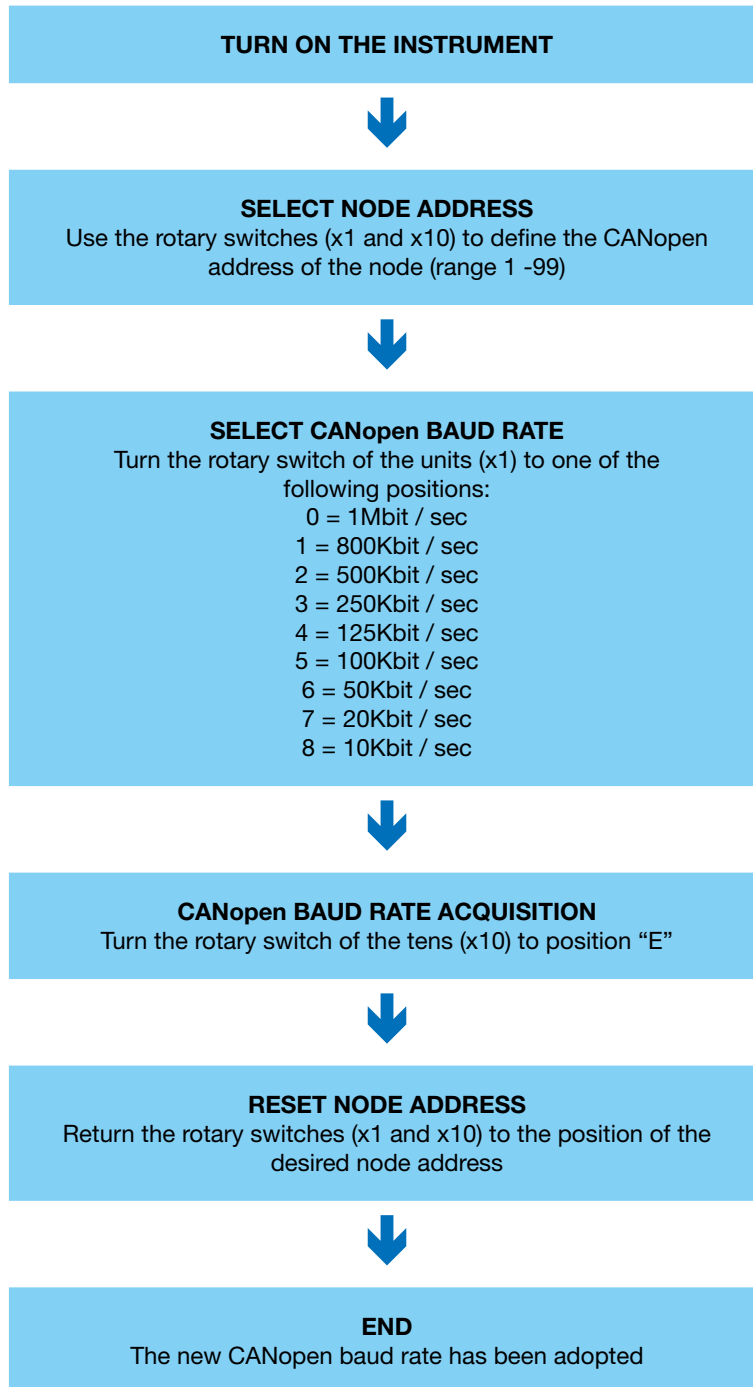 TURN ON THE INSTRUMENT
SELECT NODE ADDRESS
Use the rotary switches (x1 and x10) to define the CANopen
address of the node (range 1 -99)
SELECT CANopen BAUD RATE
Turn the rotary switch of the units (x1) to one of the
following positions:
0 = 1Mbit / sec
1 = 800Kbit / sec
2 = 500Kbit / sec
3 = 250Kbit / sec
4 = 125Kbit / sec
5 = 100Kbit / sec
6 = 50Kbit / sec
7 = 20Kbit / sec
8 = 10Kbit / sec
CANopen BAUD RATE ACQUISITION
Turn the rotary switch of the tens (x10) to position “E”
RESET NODE ADDRESS
Return the rotary switches (x1 and x10) to the position of the
desired node address
END
The new CANopen baud rate has been adopted